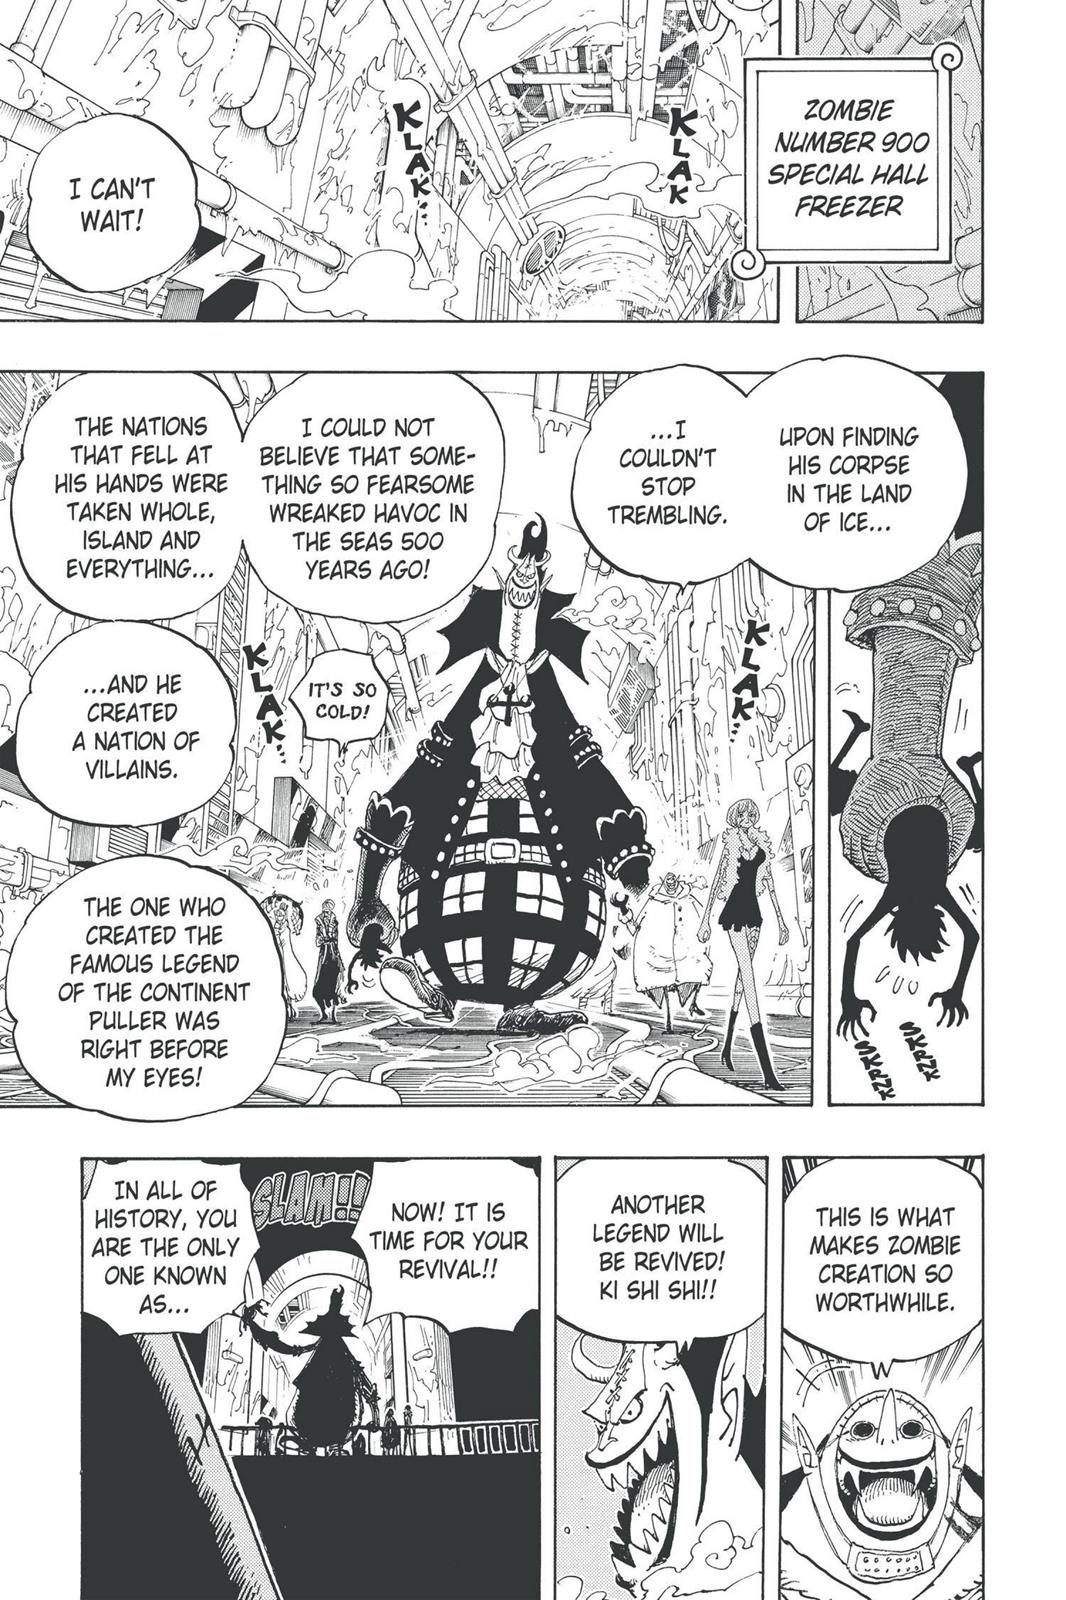 ZOMBIE
NUMBER 900
SPECIAL HALL
FREEZER
KLAK
KLAK...
I CAN'T
WAIT!
UPON FINDING
HIS CORPSE
IN THE LAND
OF ICE...
...I
COULDN'T
STOP
TREMBLING.
SKRNK
SKRNK
KLAK...
I COULD NOT
BELIEVE THAT SOME-
THING SO FEARSOME
WREAKED HAVOC IN
THE SEAS 500
YEARS AGO!
THE NATIONS
THAT FELL AT
HIS HANDS WERE
TAKEN WHOLE,
ISLAND AND
EVERYTHING...
IT'S SO
COLD!
KLAK...
...AND HE
CREATED
A NATION OF
VILLAINS.
THE ONE WHO
CREATED THE
FAMOUS LEGEND
OF THE CONTINENT
PULLER WAS
RIGHT BEFORE
MY EYES!
THIS IS WHAT
MAKES ZOMBIE
CREATION SO
WORTHWHILE.
ANOTHER
LEGEND WILL
BE REVIVED!
KI SHI SHI!!
NOW! IT IS
TIME FOR YOUR
REVIVAL!!
SLAM!!
IN ALL OF
HISTORY, YOU
ARE THE ONLY
ONE KNOWN
AS...